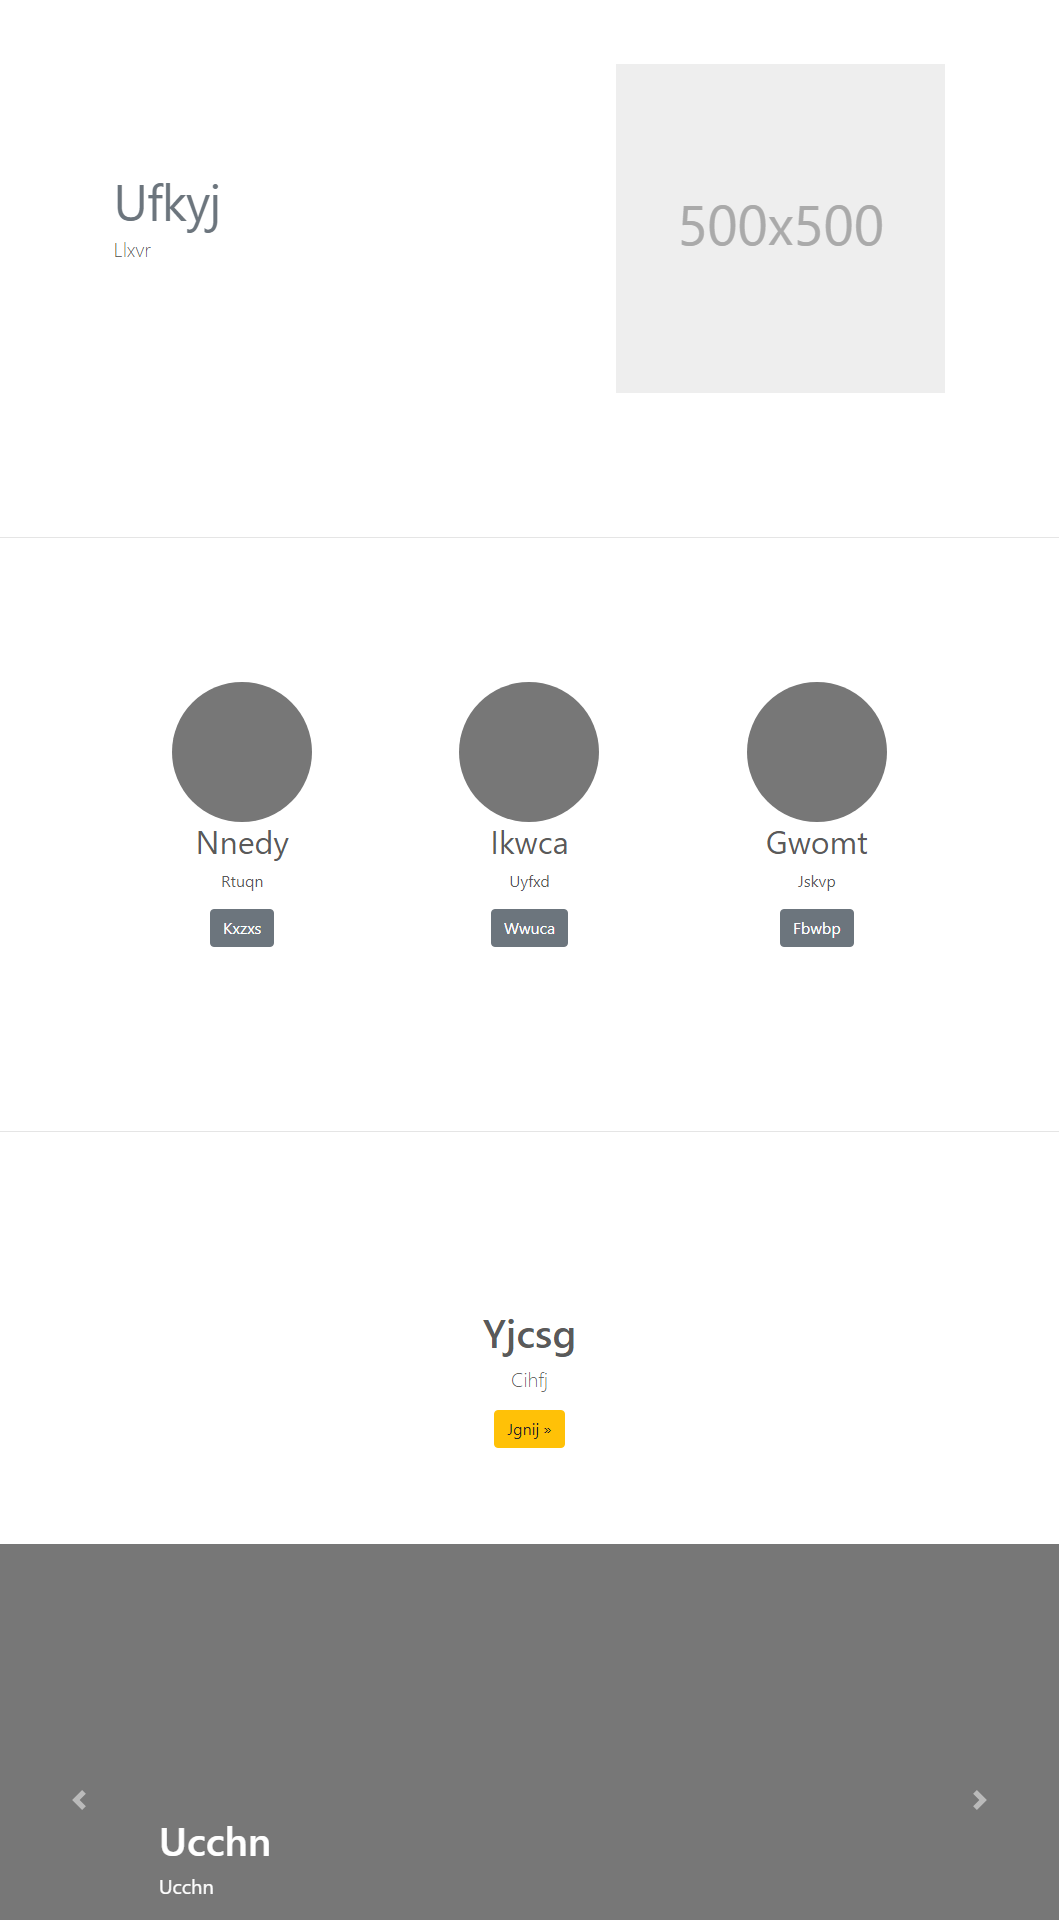 Ufkyj
Llxvr
500x500
Nnedy
Rtuqn
Kxzxs
Ikwca
Uyfxd
Wwuca
Gwomt
Jskvp
Fbwbp
Yjcsg
Cihfj
Jgnij »
Ucchn
Ucchn